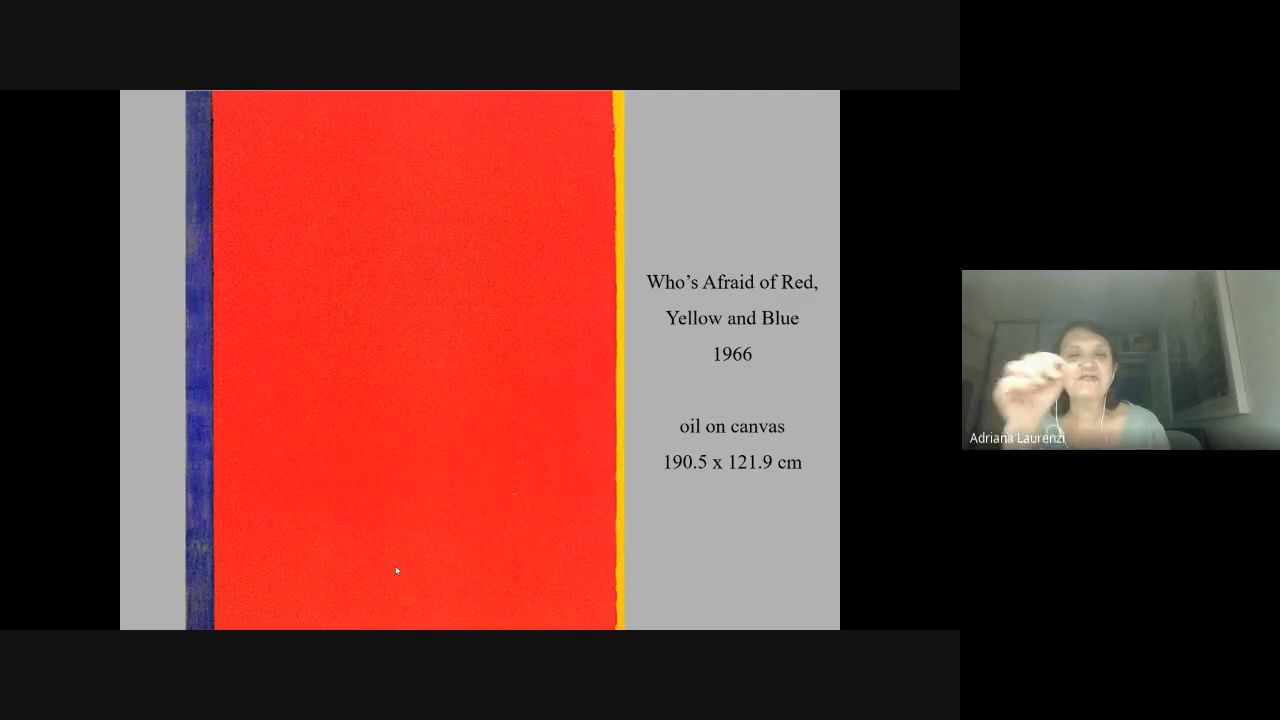 Who's Afraid of Red,
Yellow and Blue
1966
oil on canvas
190.5 x 121.9 cm
Adriana Laurenzi